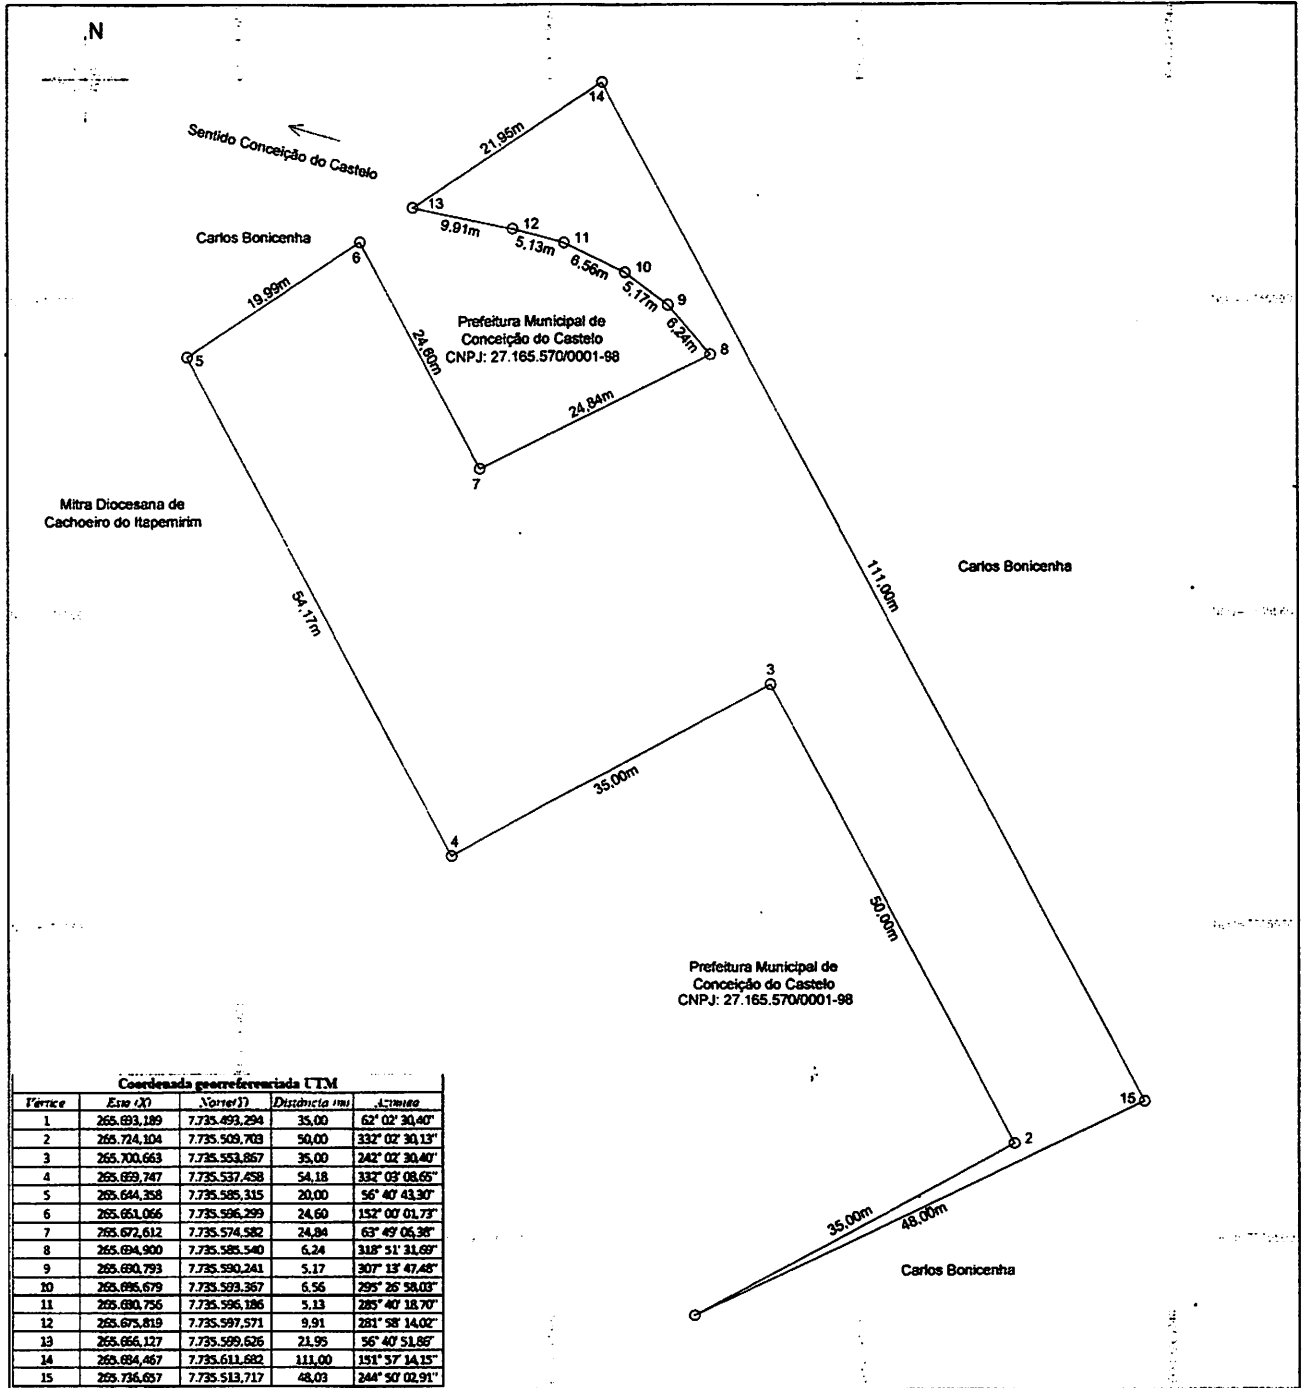 N
14
21,95m
Sentido Conceição do Castelo
13
12
11
9.91m
5,13m
Carlos Bonicenha
6
6,56m
10
5,17m
9
19,99m
6,24m
Prefeitura Municipal de
Conceição do Castelo
CNPJ: 27.165.570/0001-98
24,60m
5
8
24,84m
7
Mitra Diocesana de
Cachoeiro do Itapemirim
111,00m
Carlos Bonicenha
54,17m
3
35,00m
4
50,00m
Prefeitura Municipal de
Conceição do Castelo
CNPJ: 27.165.570/0001-98
15
2
35,00m
48,00m
Carlos Bonicenha
Coordenada georreferenciada UTM
Vértice Este (X) Norte(Y) Distância (m) Azimute
1 265.693,189 7.735.493,294 35,00 62° 02' 30,40"
2 265.724,104 7.735.509,703 50,00 332° 02' 30,13"
3 265.700,663 7.735.553,867 35,00 242° 02' 30,40"
4 265.669,747 7.735.537,458 54,18 332° 03' 08,65"
5 265.644,358 7.735.585,315 20,00 56° 40' 43,30"
6 265.661,066 7.735.596,299 24,60 152° 00' 01,73"
7 265.672,612 7.735.574,582 24,84 63° 49' 06,38"
8 265.694,900 7.735.585,540 6,24 318° 51' 31,69"
9 265.690,793 7.735.590,241 5,17 307° 13' 47,48"
10 265.686,679 7.735.593,367 6,56 295° 26' 58,03"
11 265.680,756 7.735.596,186 5,13 285° 40' 18,70"
12 265.675,819 7.735.597,571 9,91 281° 58' 14,02"
13 265.666,127 7.735.599,626 21,95 56° 40' 51,86"
14 265.684,467 7.735.611,682 111,00 151° 57' 14,15"
15 265.736,657 7.735.513,717 48,03 244° 50' 02,91"